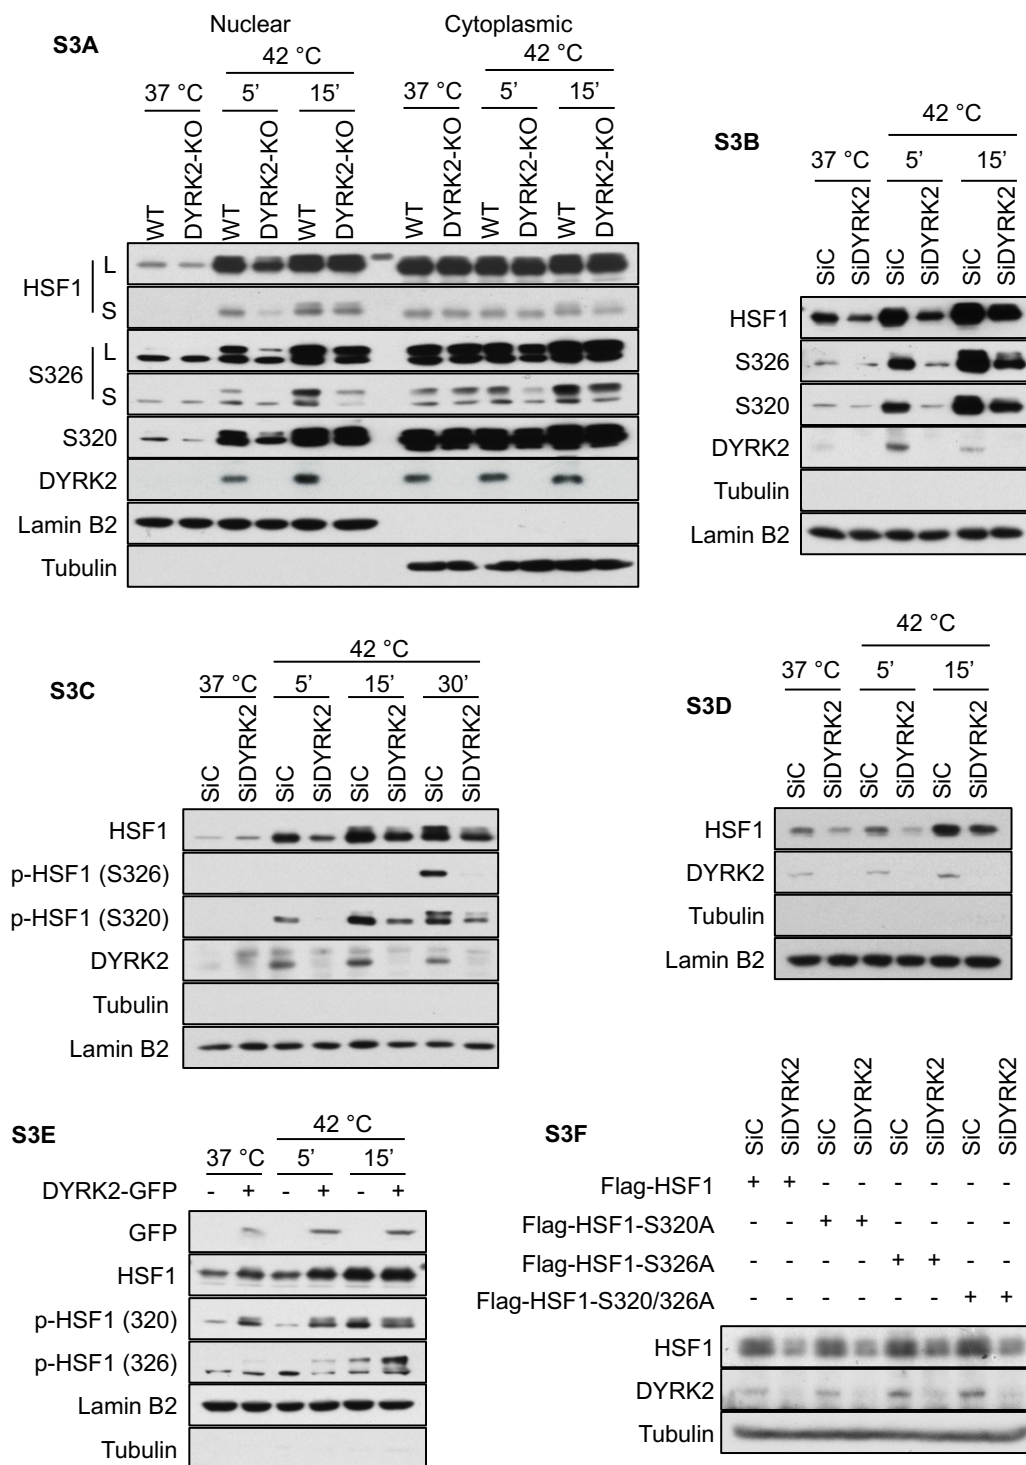 S3A
Nuclear Cytoplasmic
42 °C 42 °C
37 °C 5’ 15’ 37 °C 5’ 15’
WT DYRK2-KO WT DYRK2-KO WT DYRK2-KO WT DYRK2-KO WT DYRK2-KO WT DYRK2-KO
HSF1 L
S
S326 L
S
S320
DYRK2
Lamin B2
Tubulin
S3B
42 °C
37 °C 5’ 15’
SiC SiDYRK2 SiC SiDYRK2 SiC SiDYRK2
HSF1
S326
S320
DYRK2
Tubulin
Lamin B2
S3C
42 °C
37 °C 5’ 15’ 30’
SiC SiDYRK2 SiC SiDYRK2 SiC SiDYRK2 SiC SiDYRK2
HSF1
p-HSF1 (S326)
p-HSF1 (S320)
DYRK2
Tubulin
Lamin B2
S3D
42 °C
37 °C 5’ 15’
SiC SiDYRK2 SiC SiDYRK2 SiC SiDYRK2
HSF1
DYRK2
Tubulin
Lamin B2
S3E
42 °C
37 °C 5’ 15’
DYRK2-GFP - + - + - +
GFP
HSF1
p-HSF1 (320)
p-HSF1 (326)
Lamin B2
Tubulin
S3F
SiC SiDYRK2 SiC SiDYRK2 SiC SiDYRK2 SiC SiDYRK2
Flag-HSF1 + + - - - - - -
Flag-HSF1-S320A - - + + - - - -
Flag-HSF1-S326A - - - - + + - -
Flag-HSF1-S320/326A - - - - - - + +
HSF1
DYRK2
Tubulin